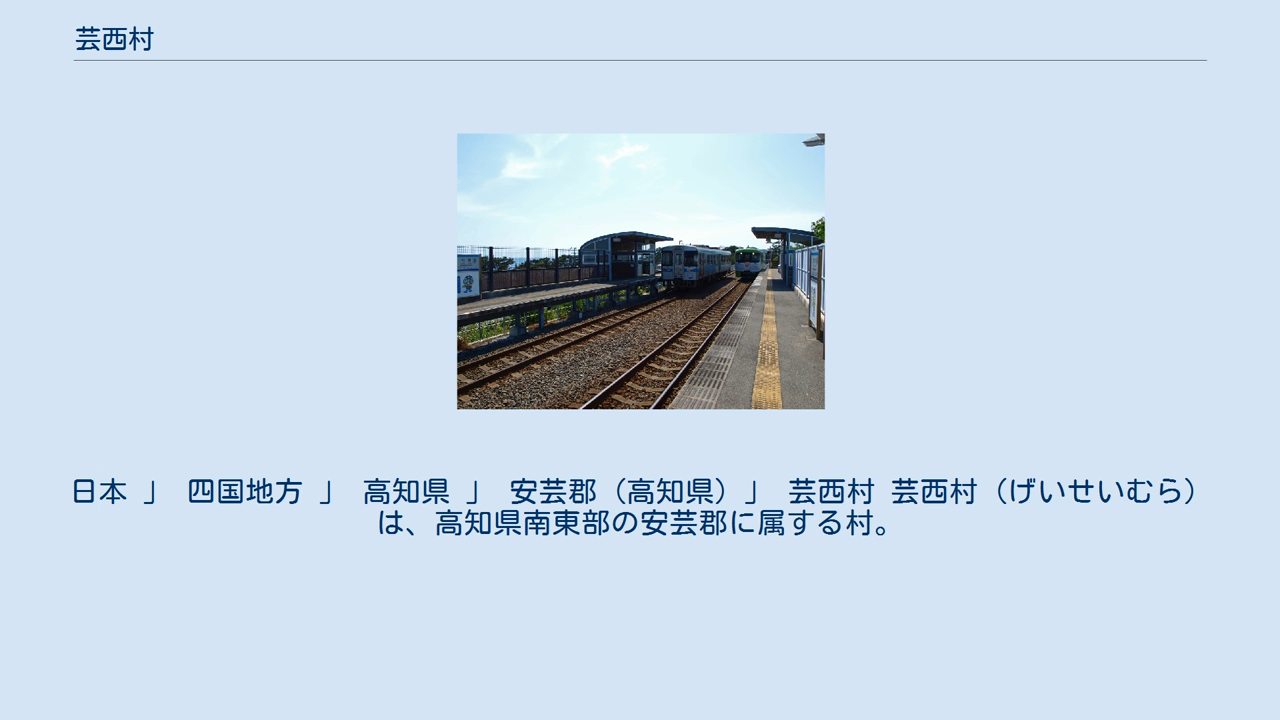 芸西村
日本 」 四国地方 」 高知県 」 安芸郡（高知県）」 芸西村 芸西村（げいせいむら）
は、高知県南東部の安芸郡に属する村。